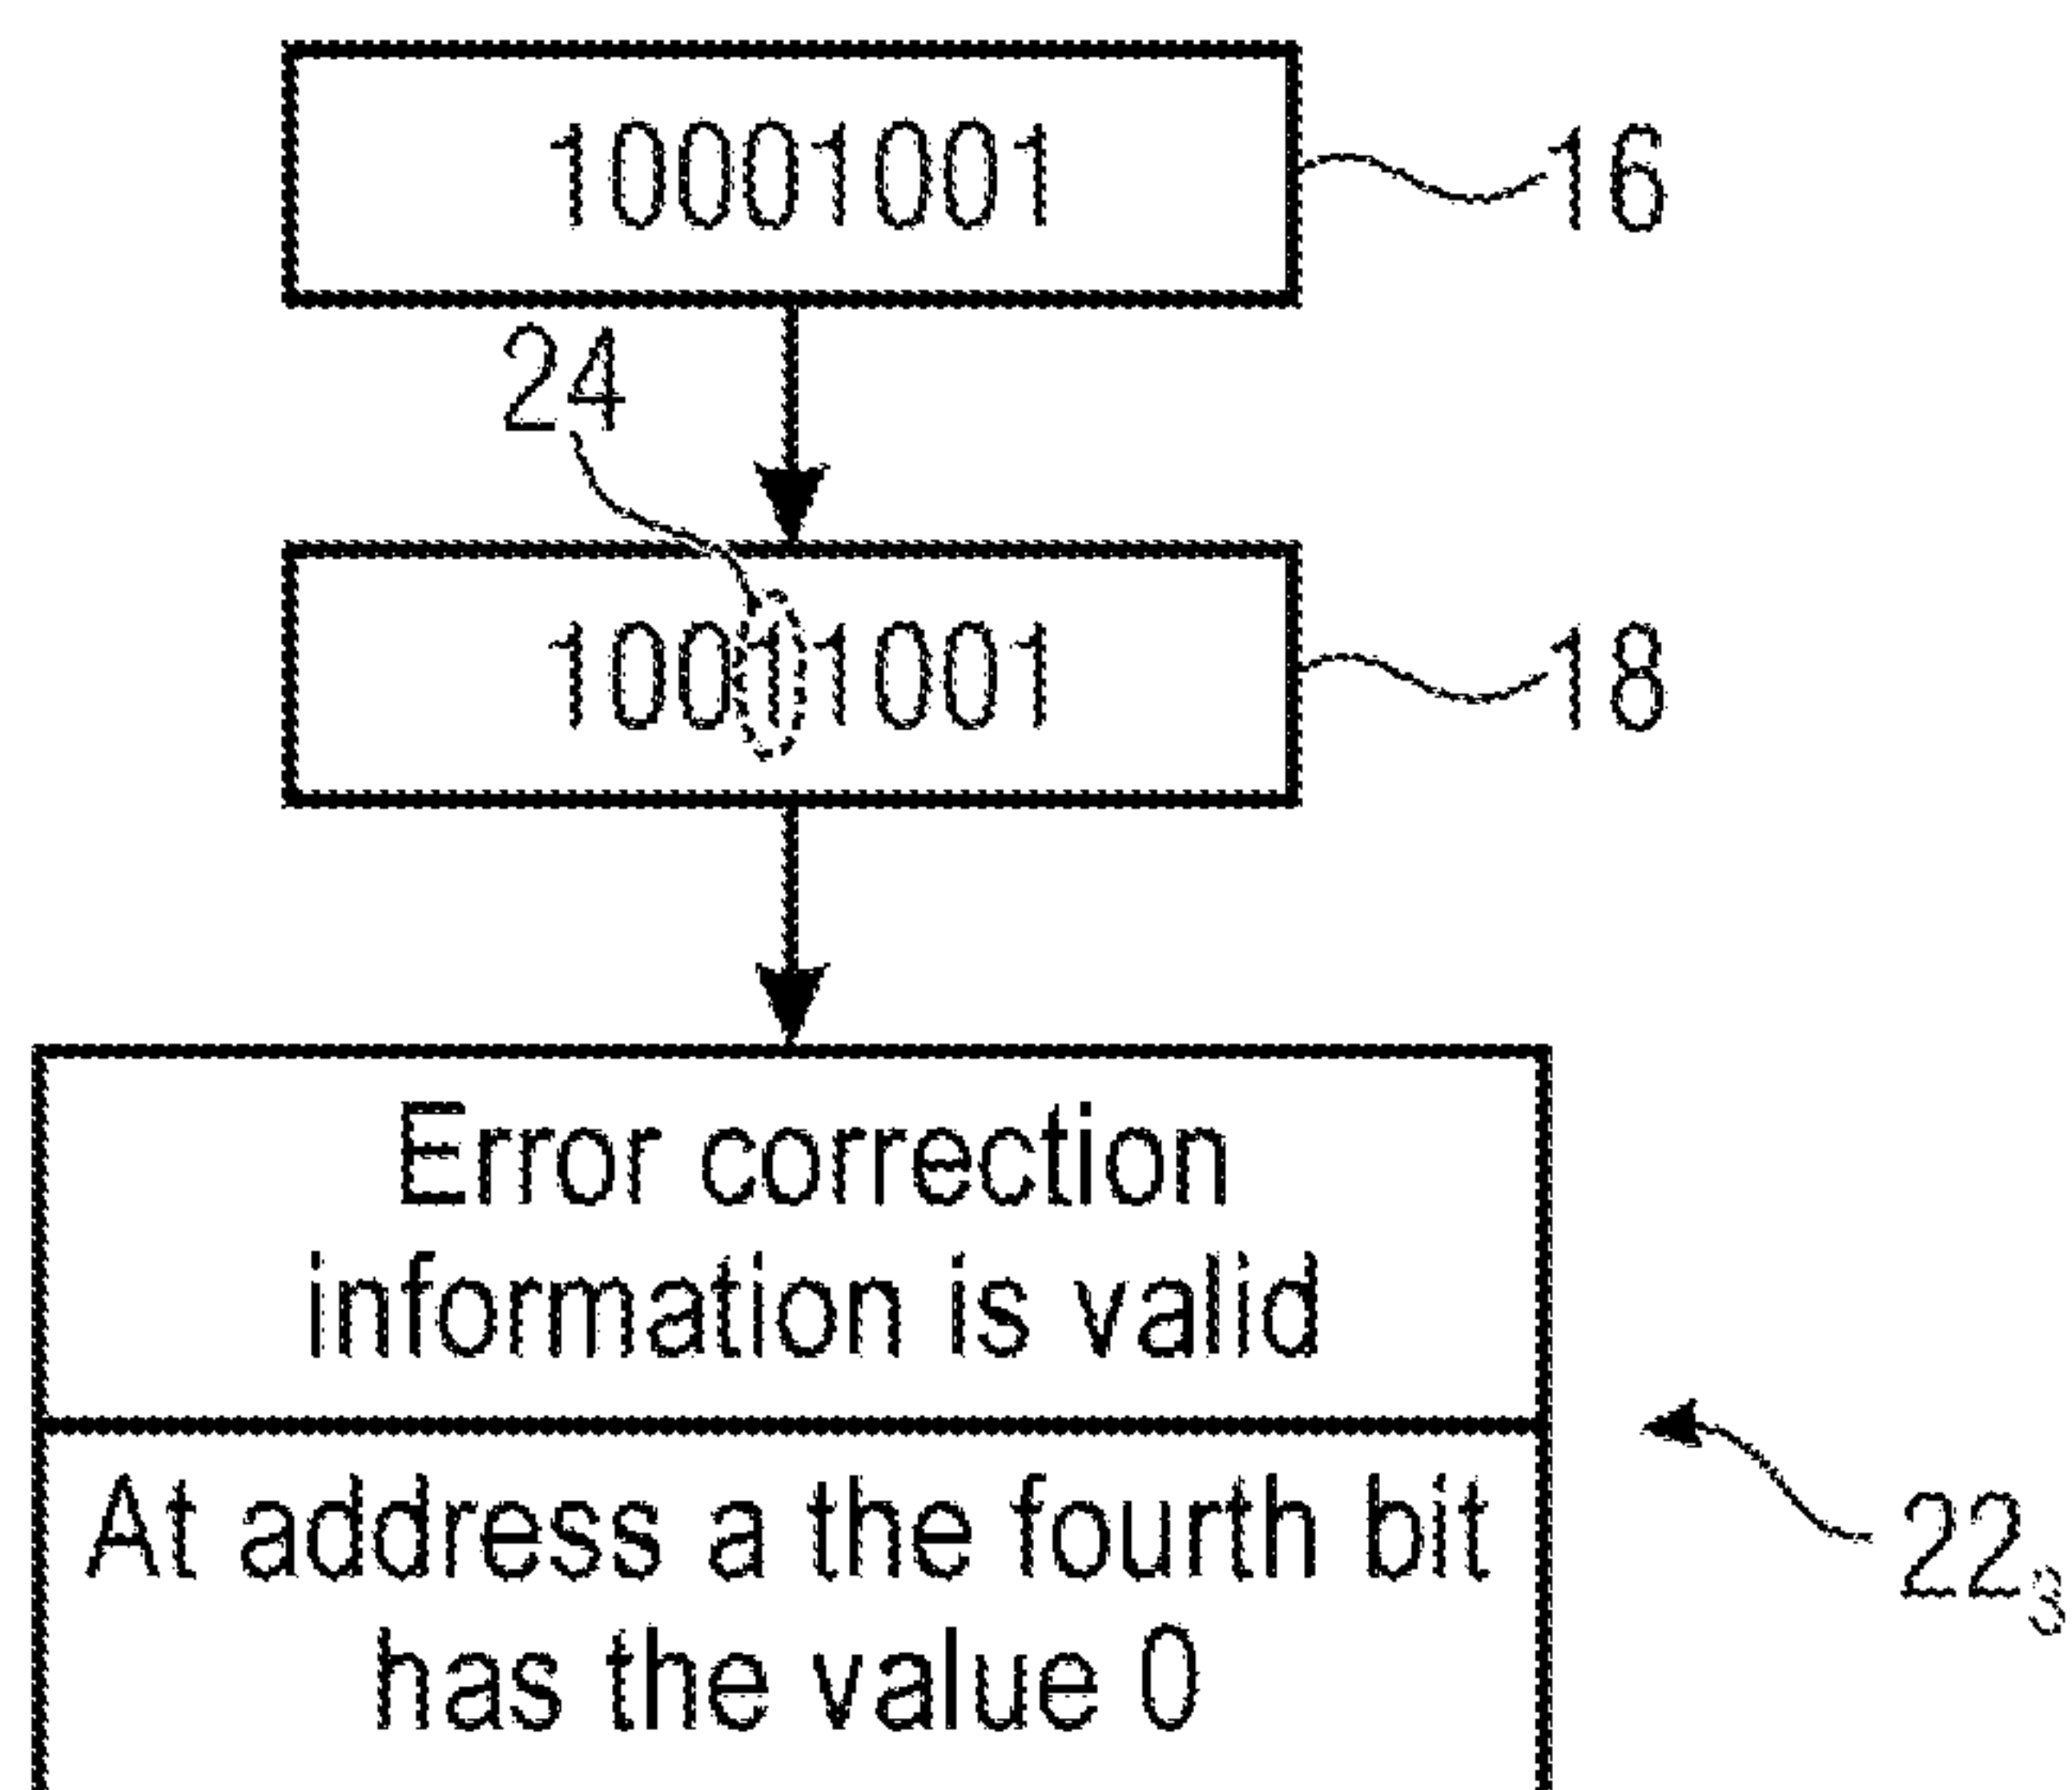 10001001
16
24
10011001
18
Error correction
information is valid
At address a the fourth bit
has the value 0
22₃